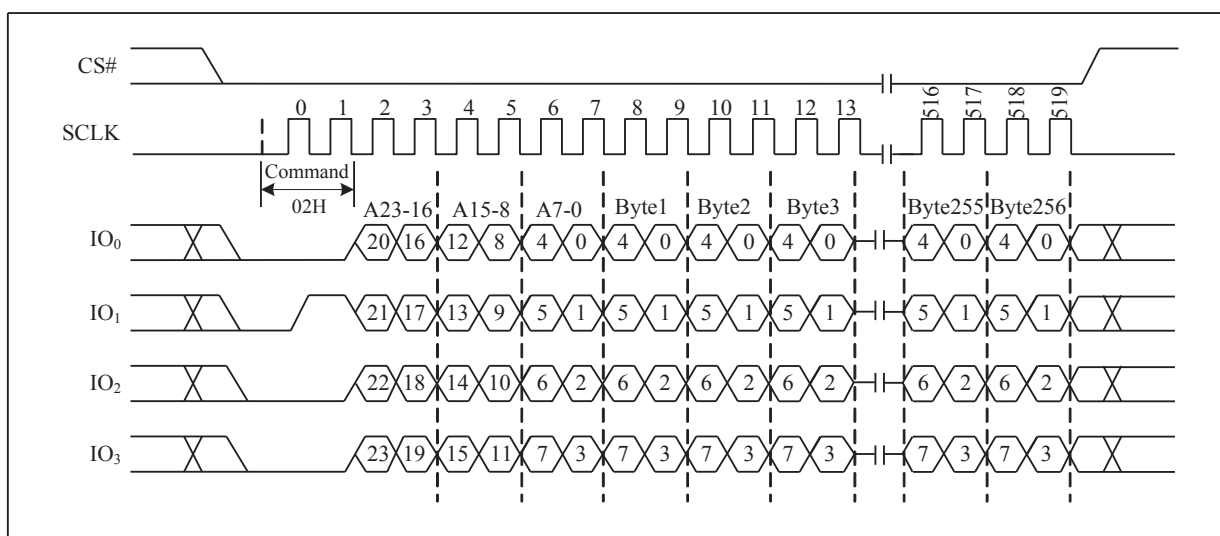 CS#
0 1 2 3 4 5 6 7 8 9 10 11 12 13 516 517 518 519
SCLK
Command
02H
A23-16 A15-8 A7-0 Byte1 Byte2 Byte3 Byte255 Byte256
IO0 20 16 12 8 4 0 4 0 4 0 4 0 4 0 4 0
IO1 21 17 13 9 5 1 5 1 5 1 5 1 5 1 5 1
IO2 22 18 14 10 6 2 6 2 6 2 6 2 6 2 6 2
IO3 23 19 15 11 7 3 7 3 7 3 7 3 7 3 7 3